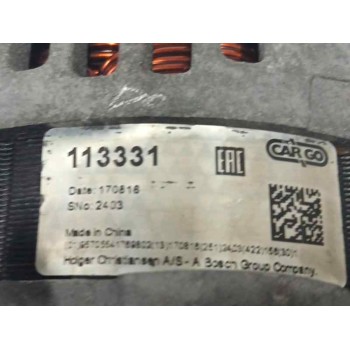 113331
EAC
CARGO
Date: 170816
SNo: 2403
Made in China
Holger Christiansen A/S - A Bosch Group Company.